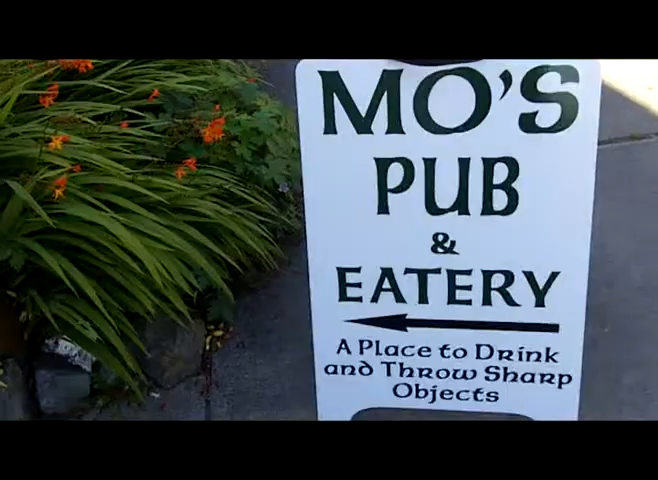 MO'S
PUB
&
EATERY
A Place to Drink
and Throw Sharp
Objects